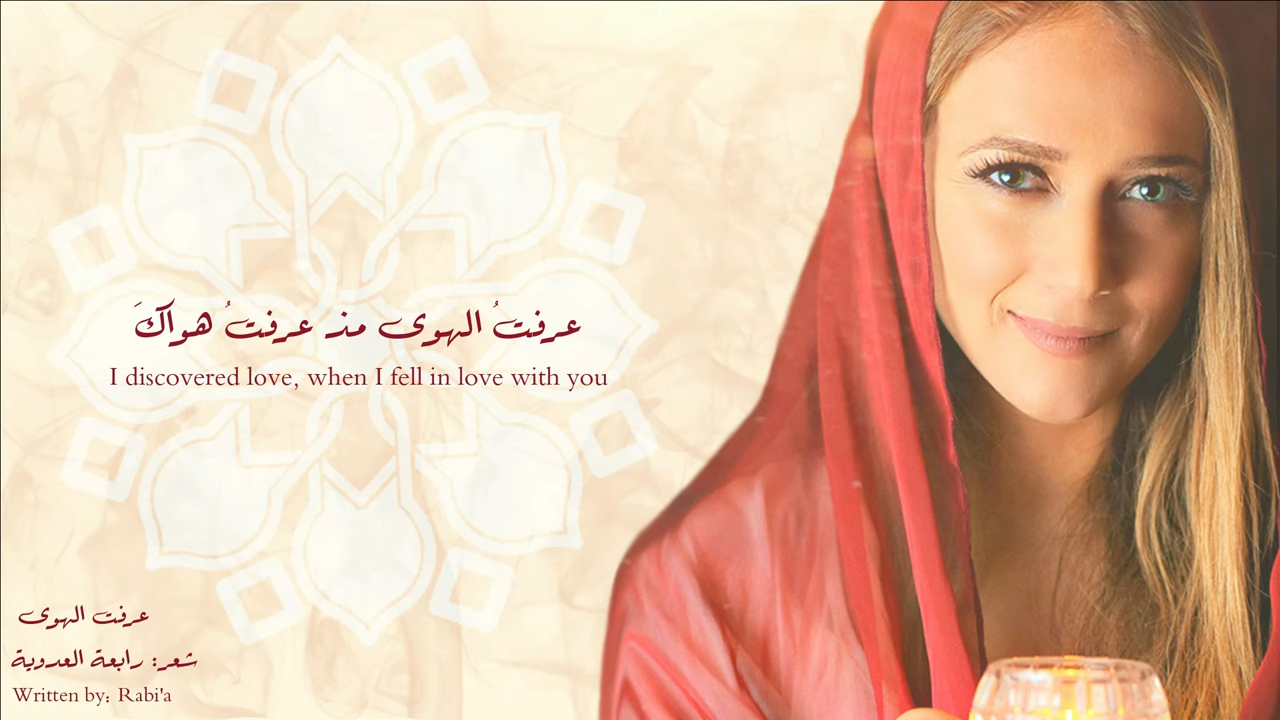 عرفتُ الهوى مذ عرفتُ هواكَ
I discovered love, when I fell in love with you
عرفت الهوى
شعر: رابعة العدوية
Written by: Rabi'a